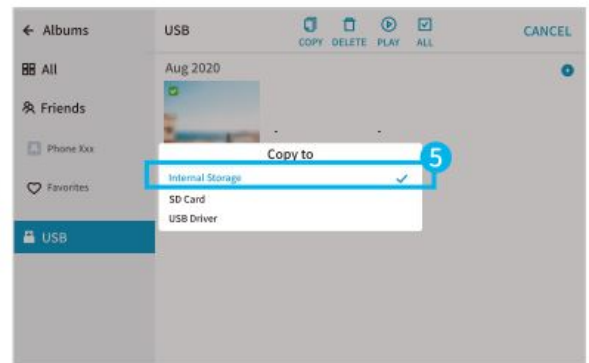 ← Albums
USB
COPY DELETE PLAY ALL
CANCEL
All
Aug 2020
Friends
Phone Xxx
Copy to
5
Favorites
Internal Storage
SD Card
USB Driver
USB